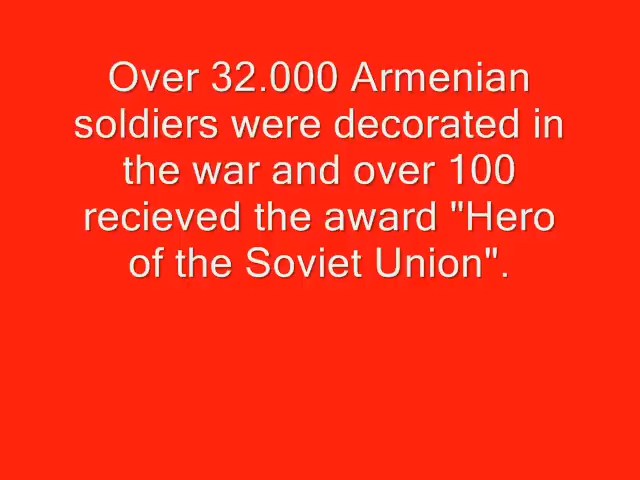 Over 32.000 Armenian
soldiers were decorated in
the war and over 100
recieved the award "Hero
of the Soviet Union".